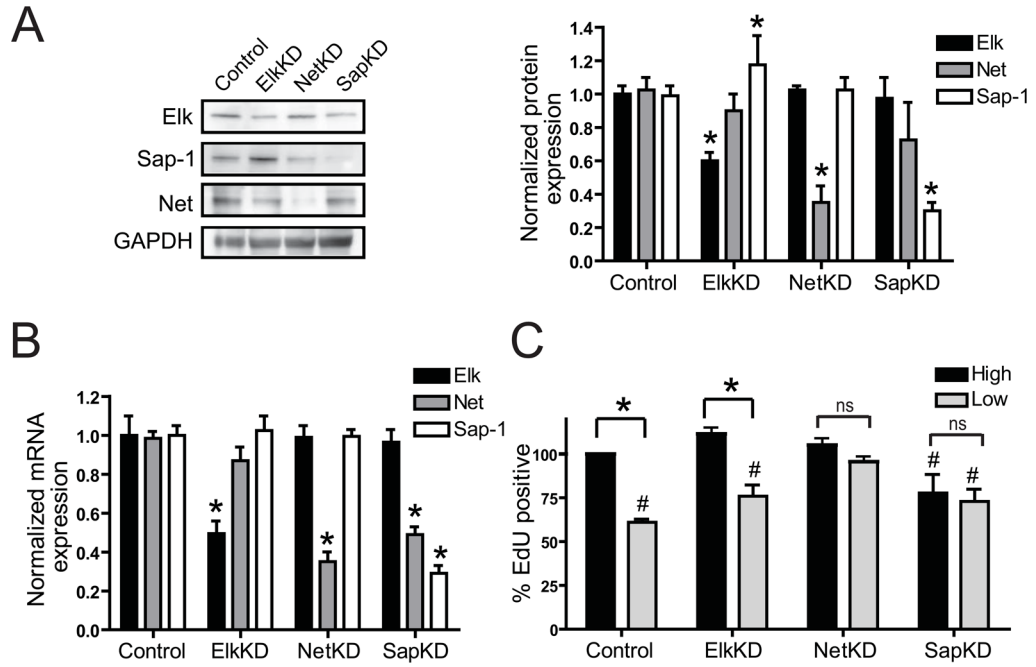 A
Control
ElkKD
NetKD
SapKD
Elk
Sap-1
Net
GAPDH
Normalized protein
expression
1.4
1.2
1.0
0.8
0.6
0.4
0.2
0.0
*
*
*
*
Elk
Net
Sap-1
Control ElkKD NetKD SapKD
B
Normalized mRNA
expression
1.2
1.0
0.8
0.6
0.4
0.2
0.0
*
*
*
*
Elk
Net
Sap-1
Control ElkKD NetKD SapKD
C
% EdU positive
100
75
50
25
0
High
Low
* * ns ns
# # # #
Control ElkKD NetKD SapKD